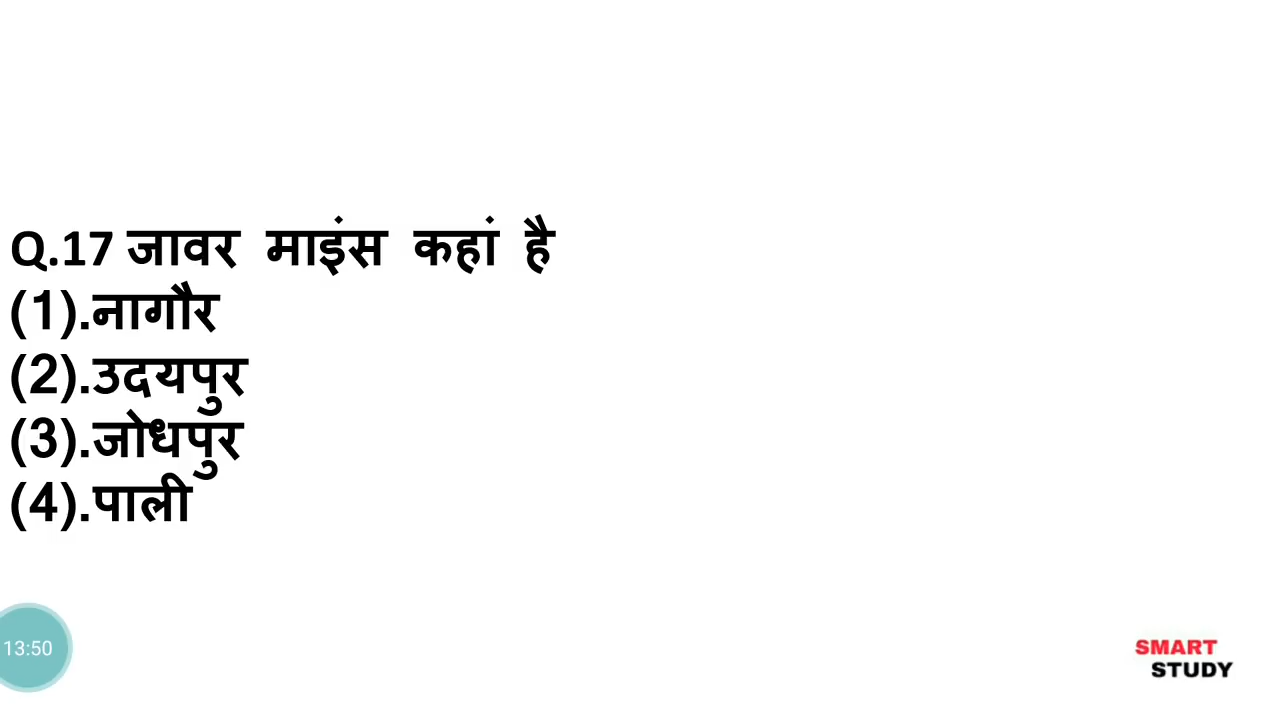 Q.17 जावर माइंस कहां है
(1).नागौर
(2).उदयपुर
(3).जोधपुर
(4).पाली
13:50
SMART
STUDY